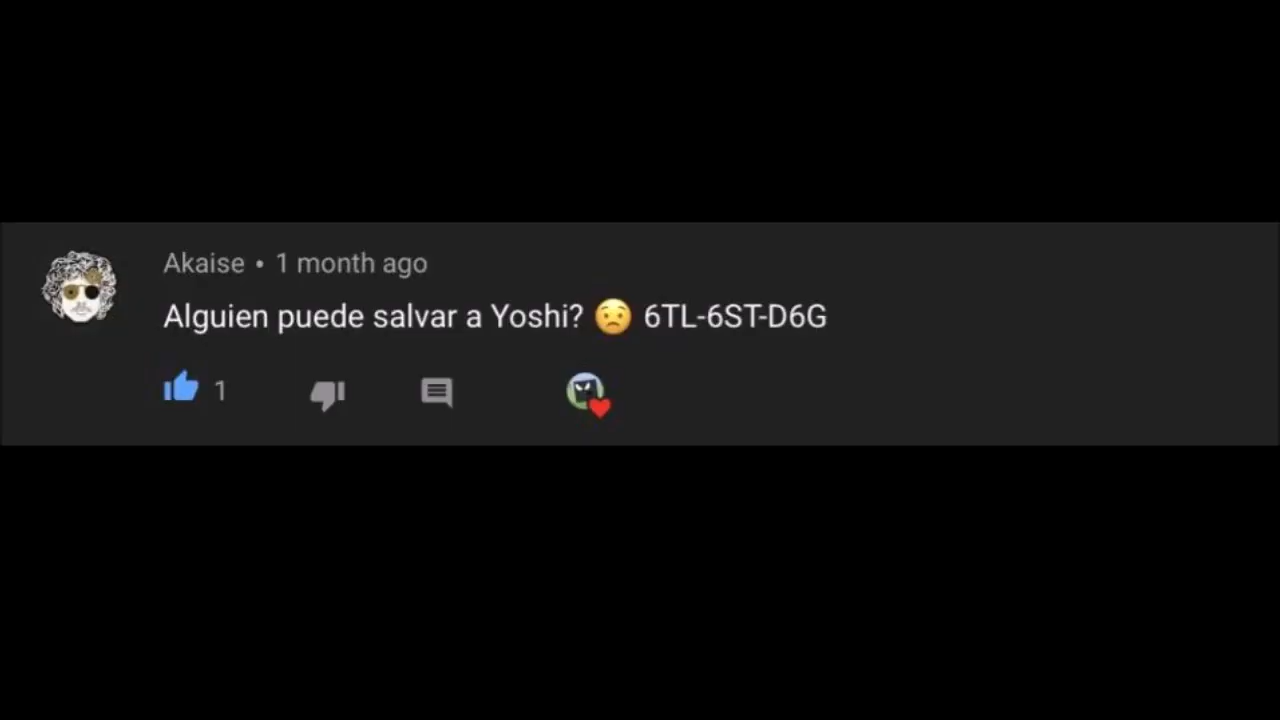 Akaise • 1 month ago
Alguien puede salvar a Yoshi? 😟 6TL-6ST-D6G
1